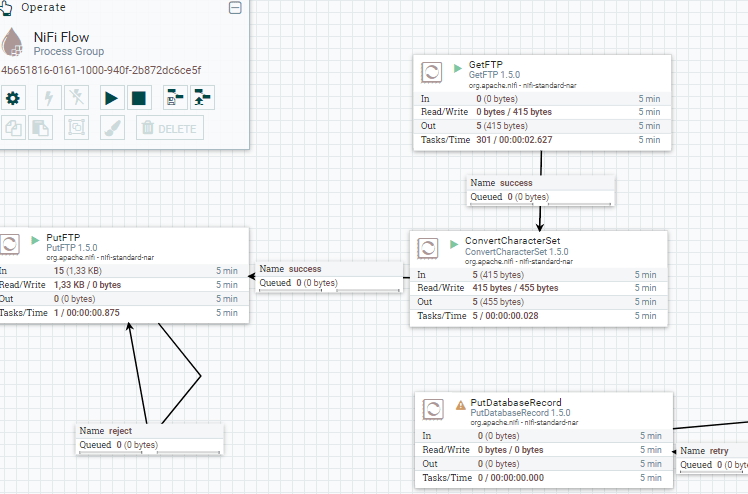 Operate
NiFi Flow
Process Group
4b651816-0161-1000-940f-2b872dc6ce5f
DELETE
GetFTP
GetFTP 1.5.0
org.apache.nifi - nifi-standard-nar
In 0 (0 bytes) 5 min
Read/Write 0 bytes / 415 bytes 5 min
Out 5 (415 bytes) 5 min
Tasks/Time 301 / 00:00:02.627 5 min
Name success
Queued 0 (0 bytes)
PutFTP
PutFTP 1.5.0
org.apache.nifi - nifi-standard-nar
In 15 (1,33 KB) 5 min
Read/Write 1,33 KB / 0 bytes 5 min
Out 0 (0 bytes) 5 min
Tasks/Time 1 / 00:00:00.875 5 min
Name success
Queued 0 (0 bytes)
ConvertCharacterSet
ConvertCharacterSet 1.5.0
org.apache.nifi - nifi-standard-nar
In 5 (415 bytes) 5 min
Read/Write 415 bytes / 455 bytes 5 min
Out 5 (455 bytes) 5 min
Tasks/Time 5 / 00:00:00.028 5 min
Name reject
Queued 0 (0 bytes)
PutDatabaseRecord
PutDatabaseRecord 1.5.0
org.apache.nifi - nifi-standard-nar
In 0 (0 bytes) 5 min
Read/Write 0 bytes / 0 bytes 5 min
Out 0 (0 bytes) 5 min
Tasks/Time 0 / 00:00:00.000 5 min
Name retry
Queued 0 (0 byt